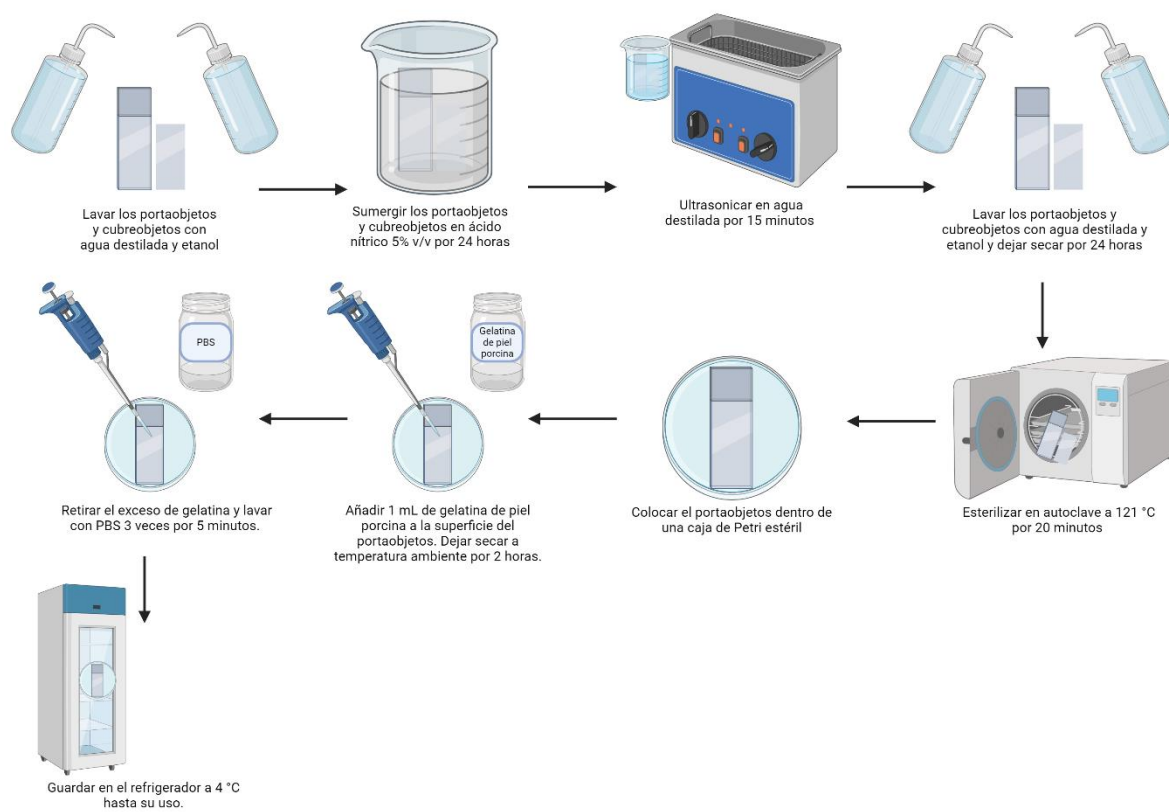 Lavar los portaobjetos
y cubreobjetos con
agua destilada y etanol
Sumergir los portaobjetos
y cubreobjetos en ácido
nítrico 5% v/v por 24 horas
Ultrasonicar en agua
destilada por 15 minutos
Lavar los portaobjetos y
cubreobjetos con agua destilada y
etanol y dejar secar por 24 horas
Esterilizar en autoclave a 121 °C
por 20 minutos
Colocar el portaobjetos dentro de
una caja de Petri estéril
Gelatina
de piel
porcina
Añadir 1 mL de gelatina de piel
porcina a la superficie del
portaobjetos. Dejar secar a
temperatura ambiente por 2 horas.
PBS
Retirar el exceso de gelatina y lavar
con PBS 3 veces por 5 minutos.
Guardar en el refrigerador a 4 °C
hasta su uso.